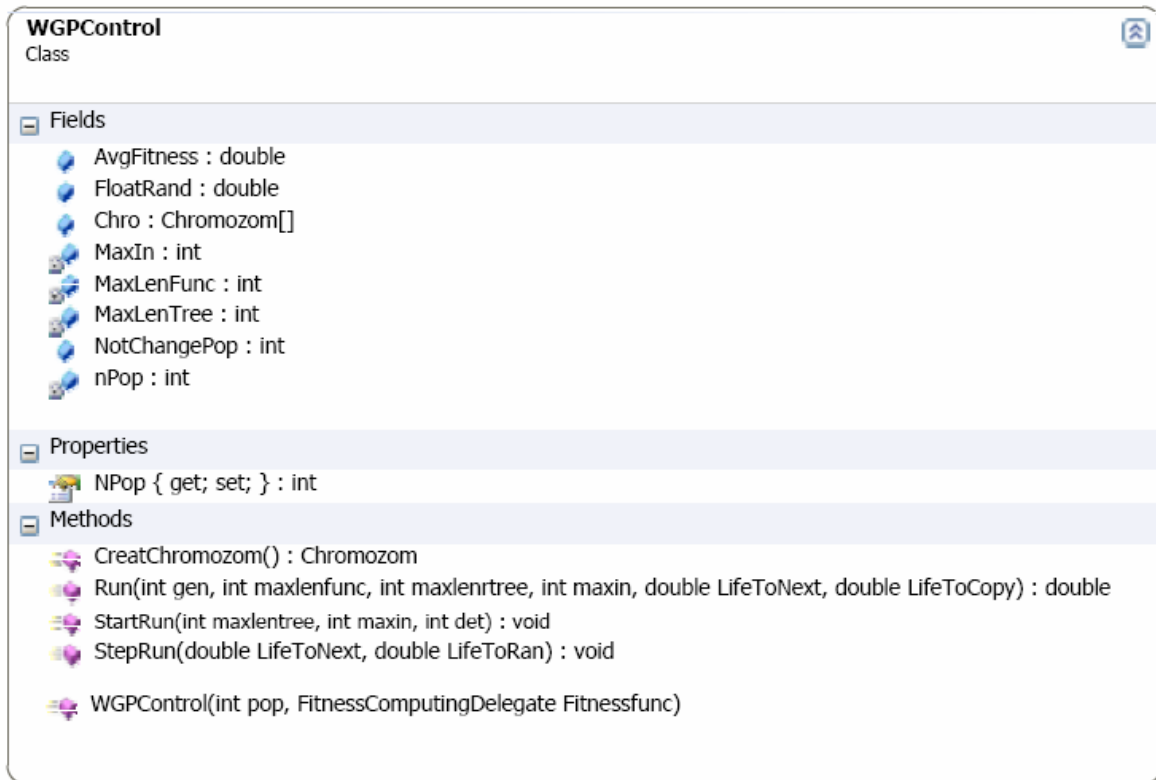 WGPControl
Class
Fields
AvgFitness : double
FloatRand : double
Chro : Chromozom[]
MaxIn : int
MaxLenFunc : int
MaxLenTree : int
NotChangePop : int
nPop : int
Properties
NPop { get; set; } : int
Methods
CreatChromozom() : Chromozom
Run(int gen, int maxlenfunc, int maxlenrtree, int maxin, double LifeToNext, double LifeToCopy) : double
StartRun(int maxlentree, int maxin, int det) : void
StepRun(double LifeToNext, double LifeToRan) : void
WGPControl(int pop, FitnessComputingDelegate Fitnessfunc)